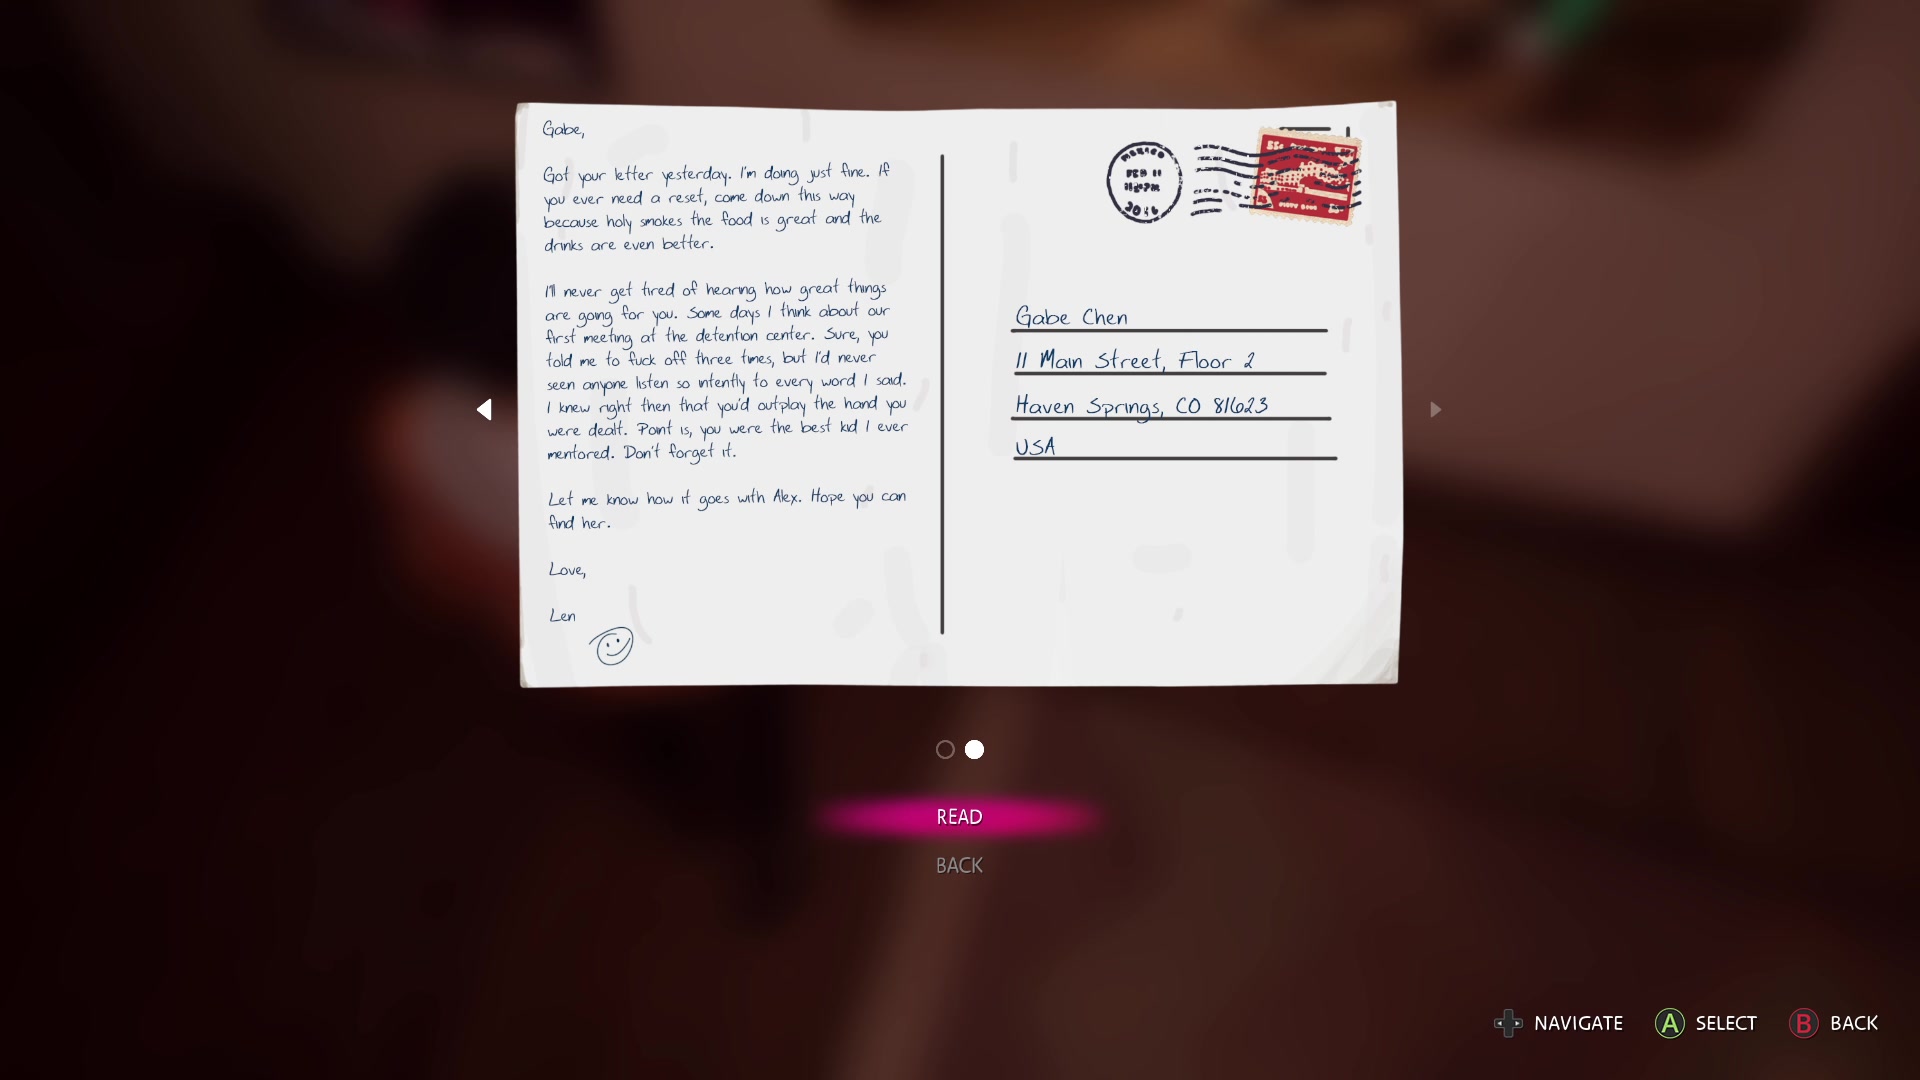 Gabe,
Got your letter yesterday. I'm doing just fine. If
you ever need a reset, come down this way
because holy smokes the food is great and the
drinks are even better.
I'll never get tired of hearing how great things
are going for you. Some days I think about our
first meeting at the detention center. Sure, you
told me to fuck off three times, but I'd never
seen anyone listen so intently to every word I said.
I knew right then that you'd outplay the hand you
were dealt. Point is, you were the best kid I ever
mentored. Don't forget it.
Let me know how it goes with Alex. Hope you can
find her.
Love,
Len
MEXICO
FEB 11
55¢
Gabe Chen
11 Main Street, Floor 2
Haven Springs, CO 81623
USA
READ
BACK
NAVIGATE
A SELECT
B BACK